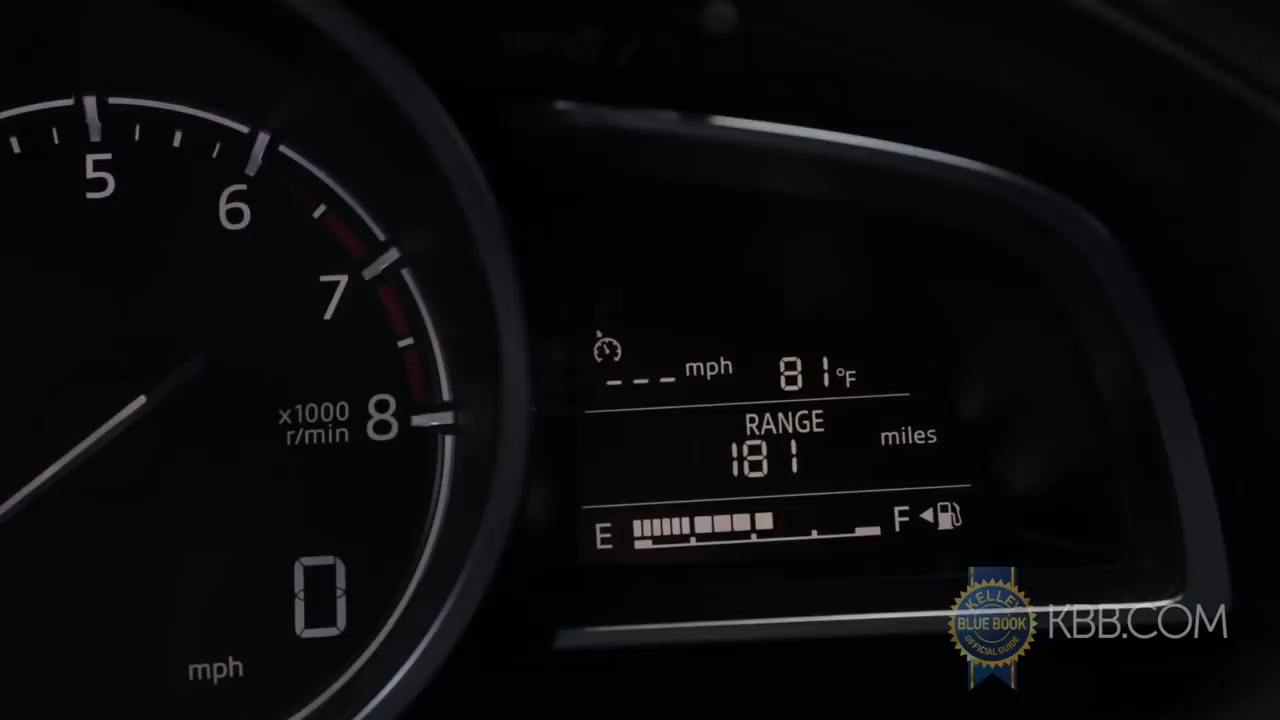 5
6
7
x1000
r/min
8
0
mph
--- mph 81°F
RANGE
181 miles
E F
KELLEY
BLUE BOOK
OFFICIAL GUIDE
KBB.COM